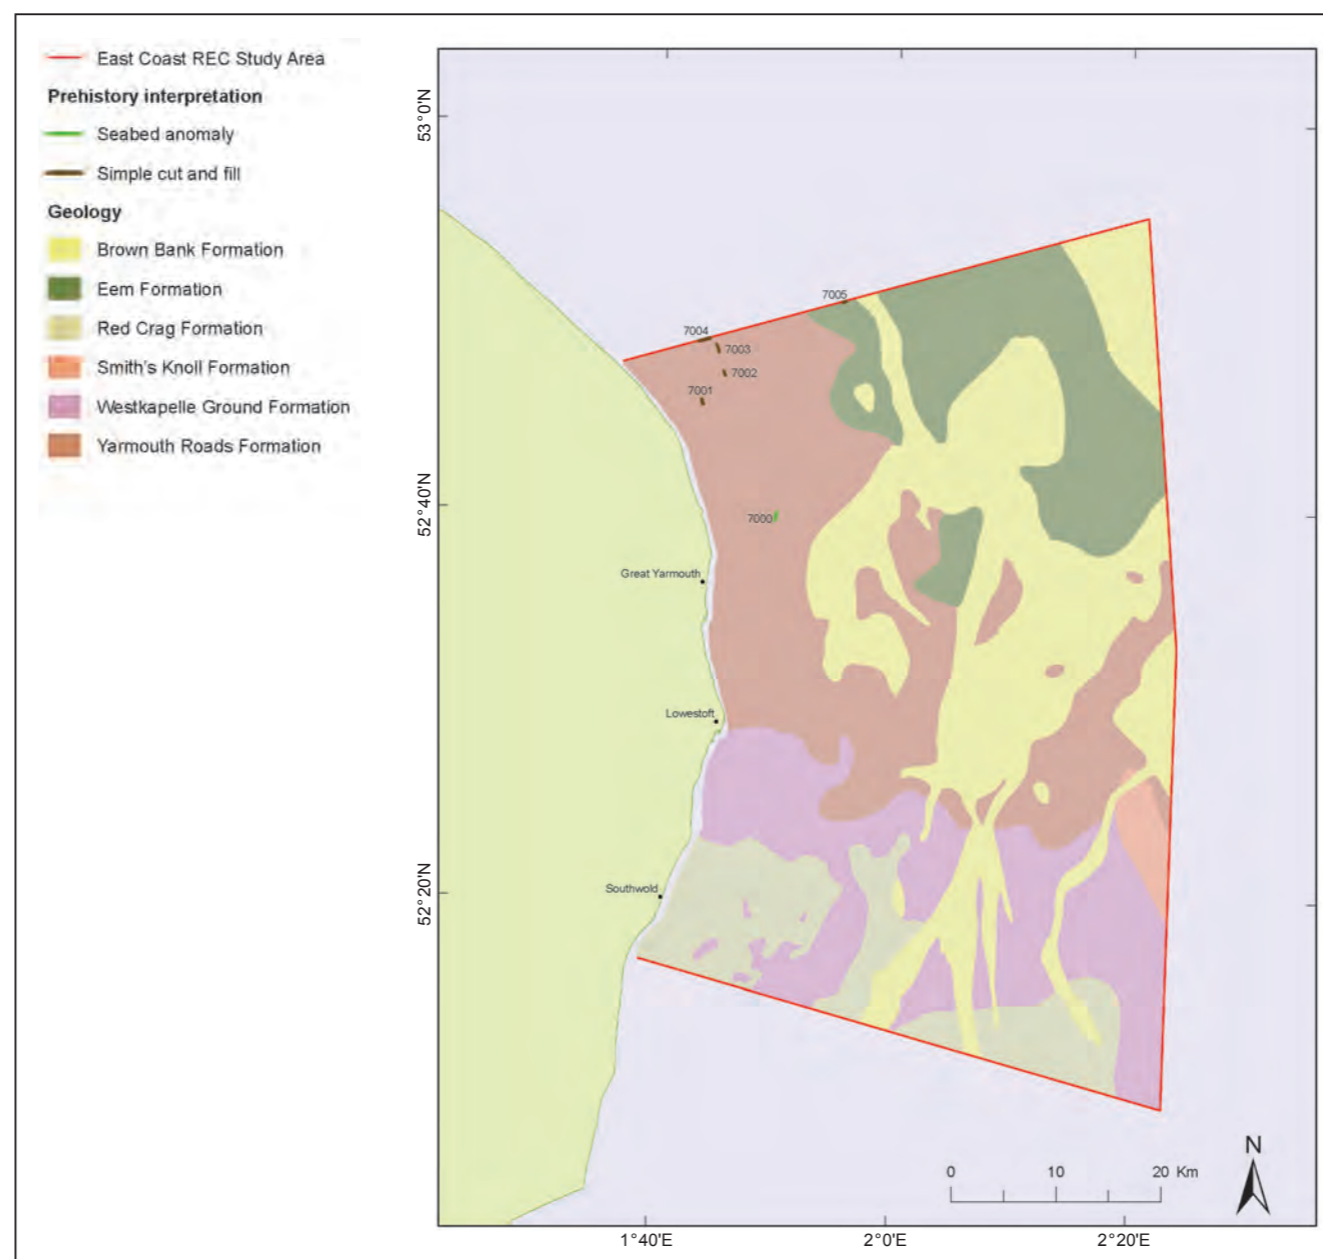 East Coast REC Study Area
Prehistory interpretation
Seabed anomaly
Simple cut and fill
Geology
Brown Bank Formation
Eem Formation
Red Crag Formation
Smith's Knoll Formation
Westkapelle Ground Formation
Yarmouth Roads Formation
53°0'N
52°40'N
52°20'N
7005
7004
7003
7002
7001
7000
Great Yarmouth
Lowestoft
Southwold
N
0 10 20 Km
1°40'E 2°0'E 2°20'E